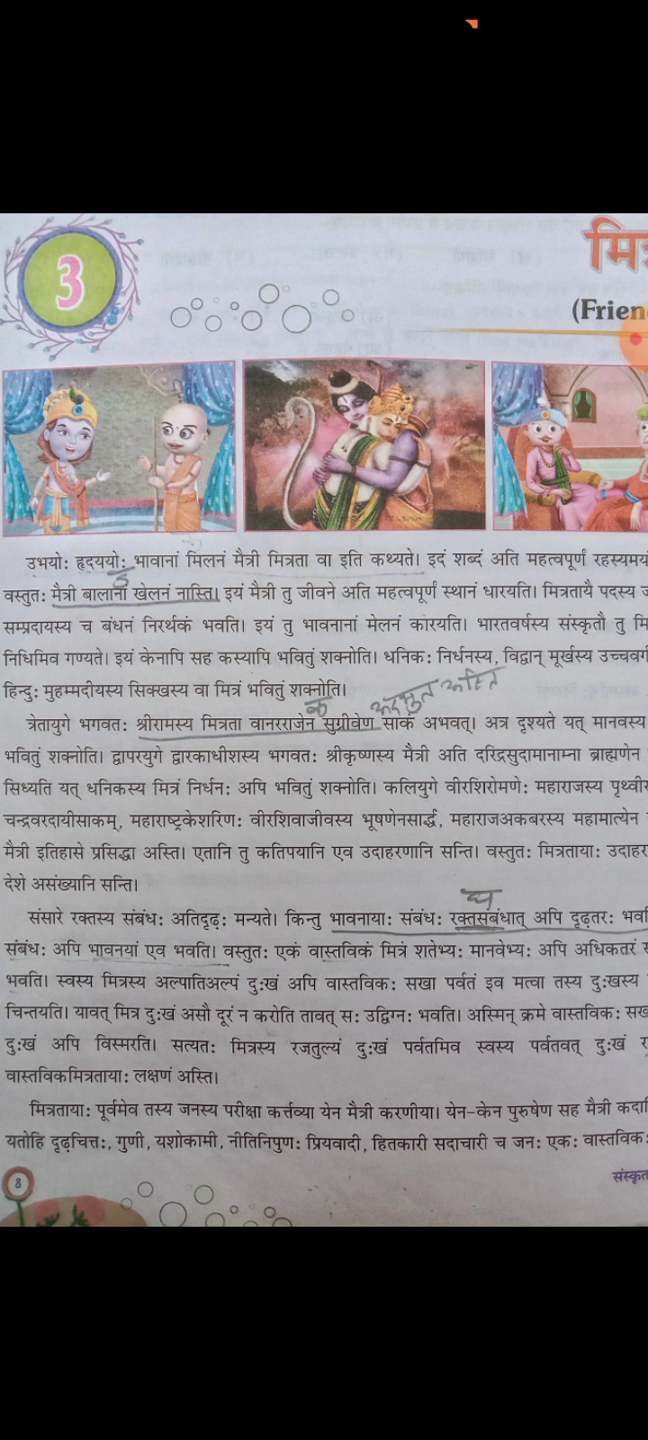 3
मित्र
(Frien
उभयोः हृदययोः भावानां मिलनं मैत्री मित्रता वा इति कथ्यते। इदं शब्दं अति महत्वपूर्णं रहस्यमयं
ड
वस्तुतः मैत्री बालानां खेलनं नास्ति। इयं मैत्री तु जीवने अति महत्वपूर्णं स्थानं धारयति। मित्रतायै पदस्य
सम्प्रदायस्य च बंधनं निरर्थकं भवति। इयं तु भावनानां मेलनं कारयति। भारतवर्षस्य संस्कृतौ तु
निधिमिव गण्यते। इयं केनापि सह कस्यापि भवितुं शक्नोति। धनिकः निर्धनस्य, विद्वान् मूर्खस्य उच्चवर्ग
हिन्दुः मुहम्मदीयस्य सिक्खस्य वा मित्रं भवितुं शक्नोति।
क
त्रेतायुगे भगवतः श्रीरामस्य मित्रता वानरराजेन सुग्रीवेण साकं अभवत्। अत्र दृश्यते यत् मानवस्य
भवितुं शक्नोति। द्वापरयुगे द्वारकाधीशस्य भगवतः श्रीकृष्णस्य मैत्री अति दरिद्रसुदामानाम्ना ब्राह्मणेन
सिध्यति यत् धनिकस्य मित्रं निर्धनः अपि भवितुं शक्नोति। कलियुगे वीरशिरोमणेः महाराजस्य पृथ्वी
चन्द्रवरदायीसाकम्, महाराष्ट्रकेशरिणः वीरशिवाजीवस्य भूषणेनसार्द्धं, महाराजअकबरस्य महामात्येन
मैत्री इतिहासे प्रसिद्धा अस्ति। एतानि तु कतिपयानि एव उदाहरणानि सन्ति। वस्तुतः मित्रतायाः उदाहर
देशे असंख्यानि सन्ति।
घ
संसारे रक्तस्य संबंधः अतिदृढ़ः मन्यते। किन्तु भावनायाः संबंधः रक्तसंबंधात् अपि दृढ़तरः भव
संबंधः अपि भावनयां एव भवति। वस्तुतः एकं वास्तविकं मित्रं शतेभ्यः मानवेभ्यः अपि अधिकतरं
भवति। स्वस्य मित्रस्य अल्पातिअल्पं दुःखं अपि वास्तविकः सखा पर्वतं इव मत्वा तस्य दुःखस्य
चिन्तयति। यावत् मित्र दुःखं असौ दूरं न करोति तावत् सः उद्विग्नः भवति। अस्मिन् क्रमे वास्तविकः सख
दुःखं अपि विस्मरति। सत्यतः मित्रस्य रजतुल्यं दुःखं पर्वतमिव स्वस्य पर्वतवत् दुःखं
वास्तविकमित्रतायाः लक्षणं अस्ति।
मित्रतायाः पूर्वमेव तस्य जनस्य परीक्षा कर्त्तव्या येन मैत्री करणीया। येन-केन पुरुषेण सह मैत्री कदा
यतोहि दृढ़चित्तः, गुणी, यशोकामी, नीतिनिपुणः प्रियवादी, हितकारी सदाचारी च जनः एकः वास्तविकः
8
संस्कृत